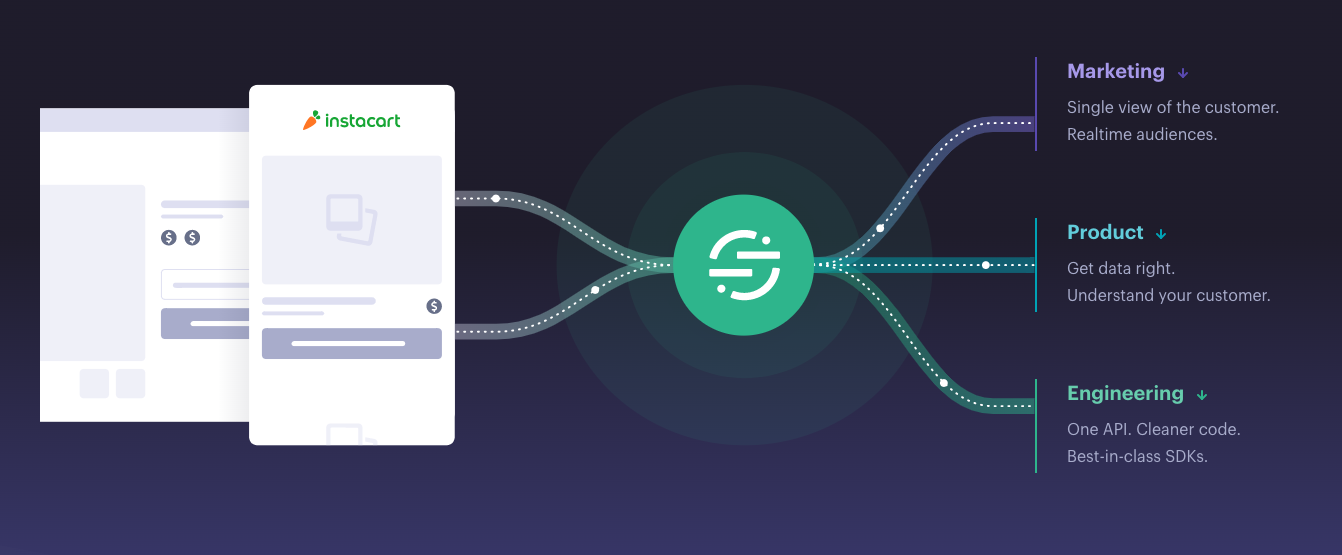 instacart
Marketing
Single view of the customer.
Realtime audiences.
Product
Get data right.
Understand your customer.
Engineering
One API. Cleaner code.
Best-in-class SDKs.